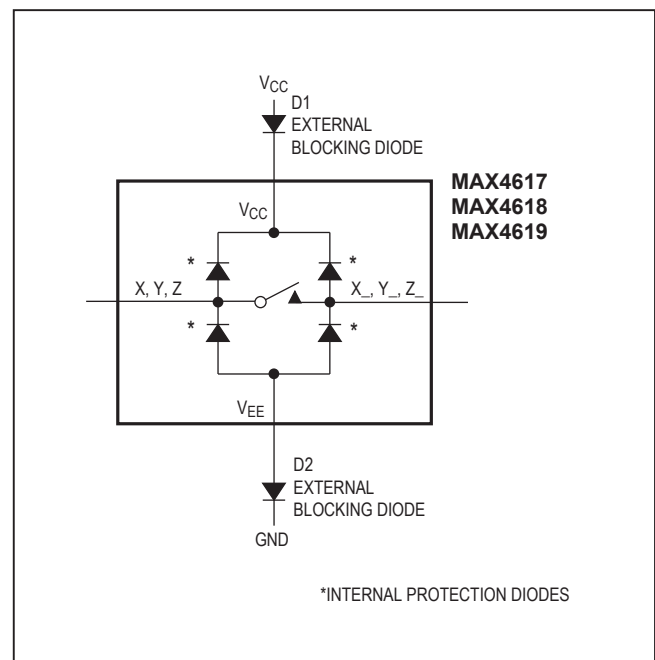 VCC
D1
EXTERNAL
BLOCKING DIODE
MAX4617
MAX4618
MAX4619
VCC
* *
X, Y, Z X_, Y_, Z_
* *
VEE
D2
EXTERNAL
BLOCKING DIODE
GND
*INTERNAL PROTECTION DIODES